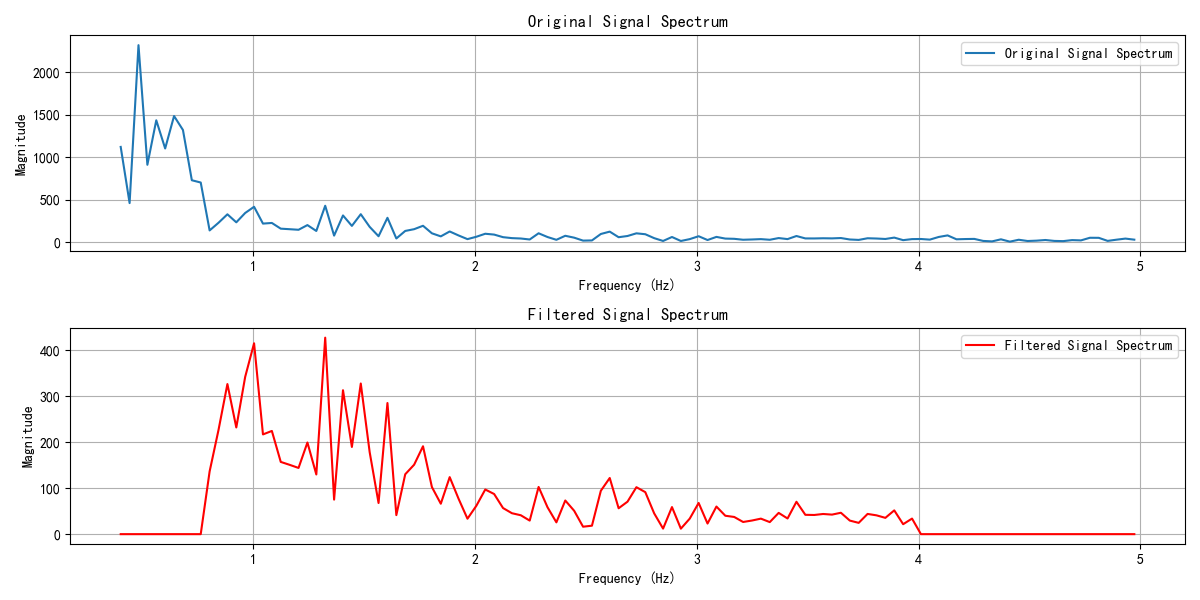 Original Signal Spectrum
Magnitude
2000
1500
1000
500
0
Original Signal Spectrum
1 2 3 4 5
Frequency (Hz)
Filtered Signal Spectrum
Magnitude
400
300
200
100
0
Filtered Signal Spectrum
1 2 3 4 5
Frequency (Hz)